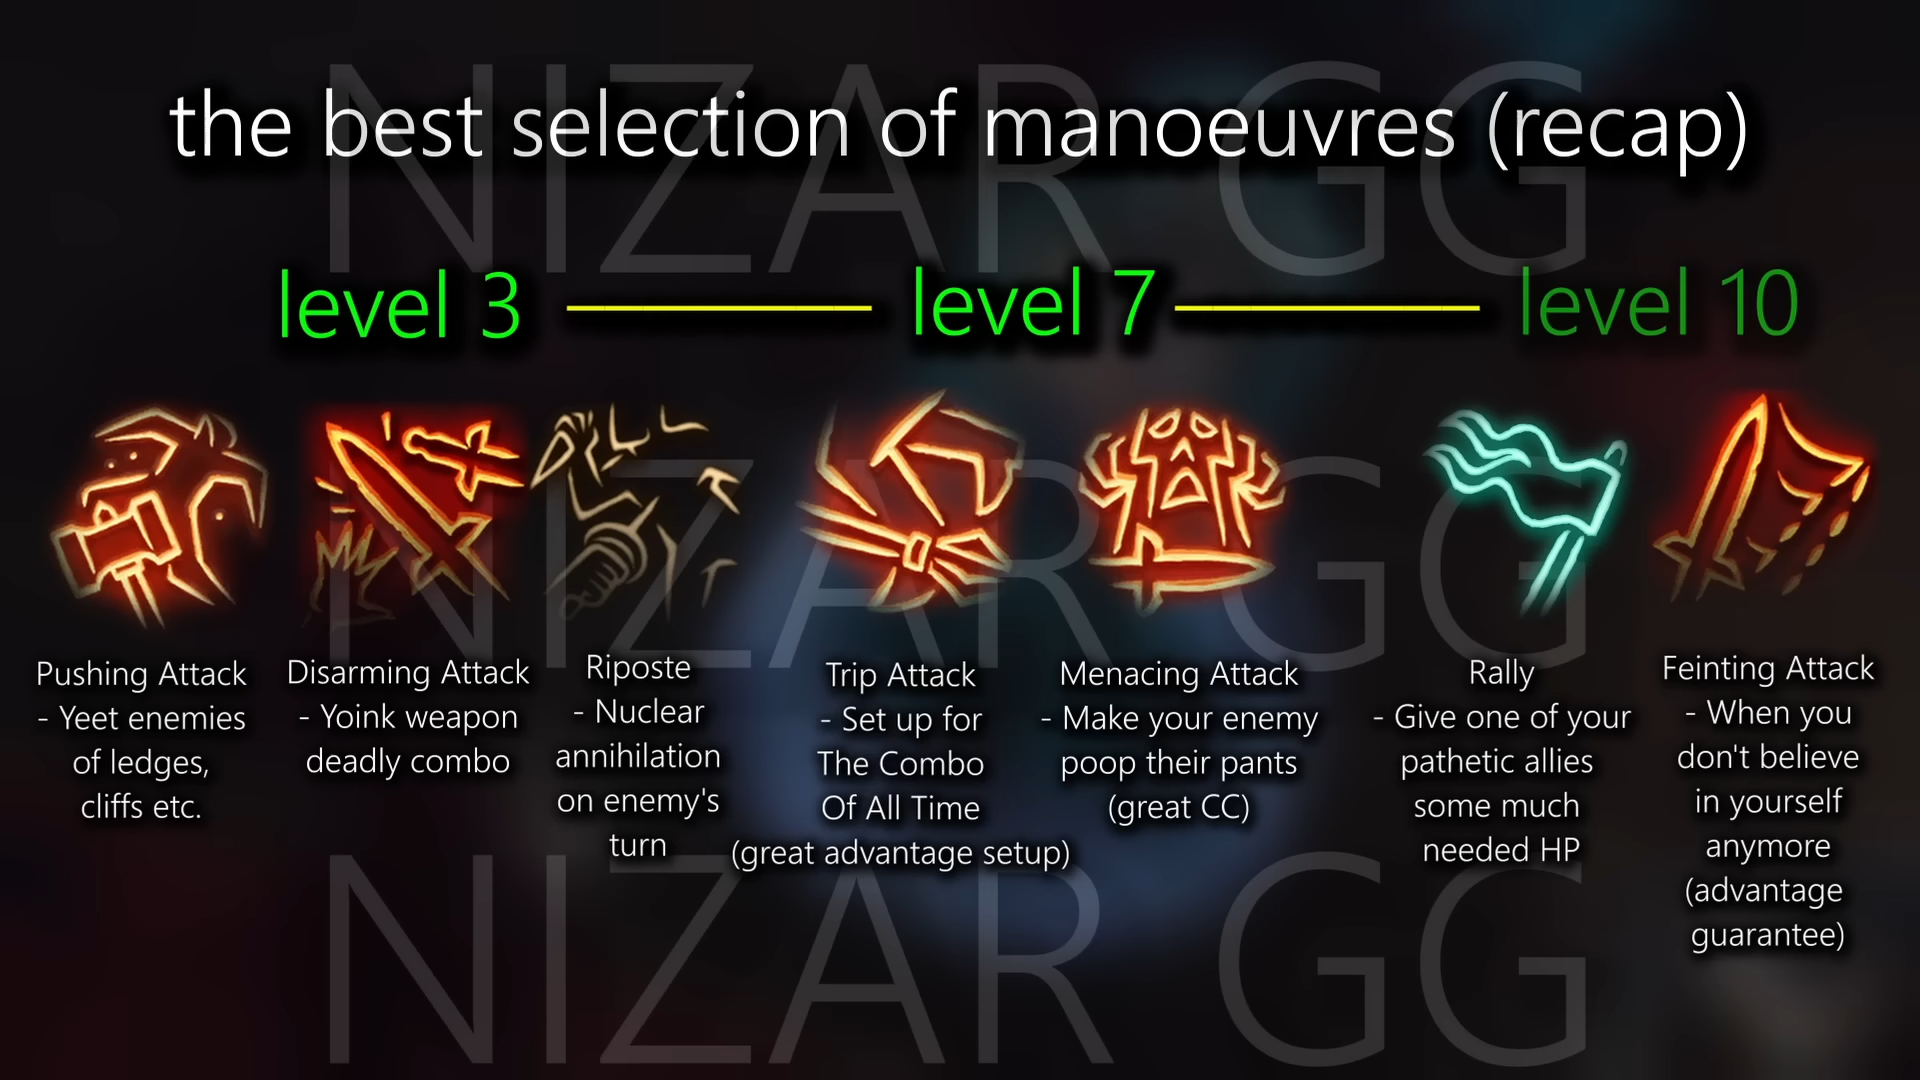 the best selection of manoeuvres (recap)
level 3
level 7
level 10
Pushing Attack
- Yeet enemies
of ledges,
cliffs etc.
Disarming Attack
- Yoink weapon
deadly combo
Riposte
- Nuclear
annihilation
on enemy's
turn
Trip Attack
- Set up for
The Combo
Of All Time
(great advantage setup)
Menacing Attack
- Make your enemy
poop their pants
(great CC)
Rally
- Give one of your
pathetic allies
some much
needed HP
Feinting Attack
- When you
don't believe
in yourself
anymore
(advantage
guarantee)
NIZAR GG
NIZAR GG
NIZAR GG